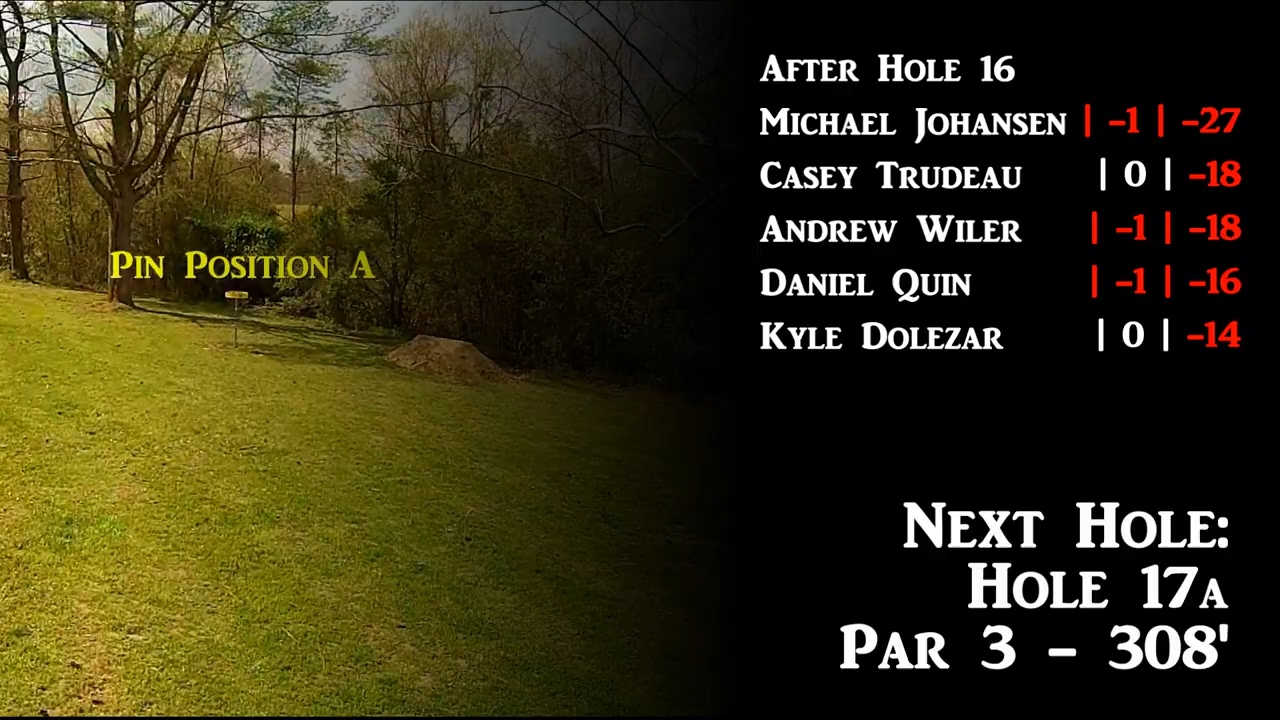 After Hole 16
Michael Johansen | -1 | -27
Casey Trudeau | 0 | -18
Andrew Wiler | -1 | -18
Daniel Quin | -1 | -16
Kyle Dolezar | 0 | -14
Pin Position A
Next Hole:
Hole 17a
Par 3 - 308'